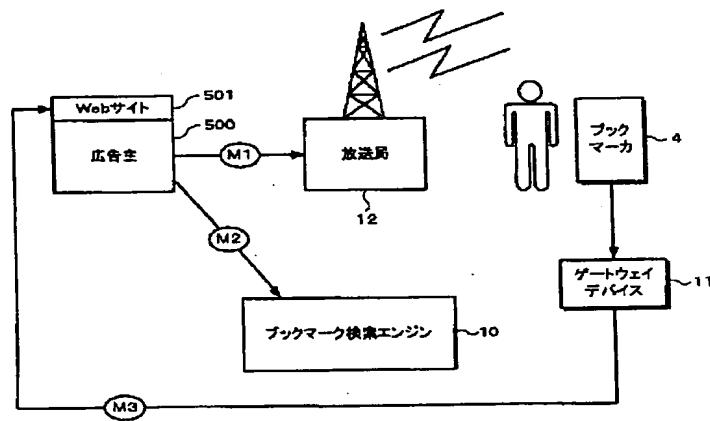 Webサイト
501
500
広告主
M1
放送局
12
ブック
マーカ
4
M2
ゲートウェイ
デバイス
11
ブックマーク検索エンジン
10
M3